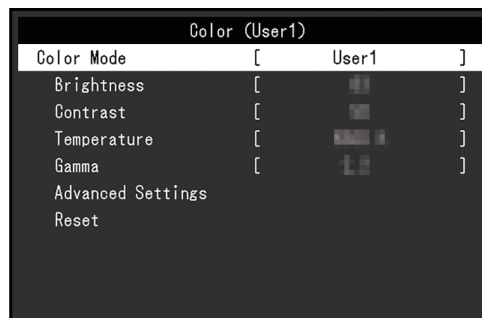 Color (User1)
Color Mode [ User1 ]
Brightness [ ]
Contrast [ ]
Temperature [ ]
Gamma [ ]
Advanced Settings
Reset